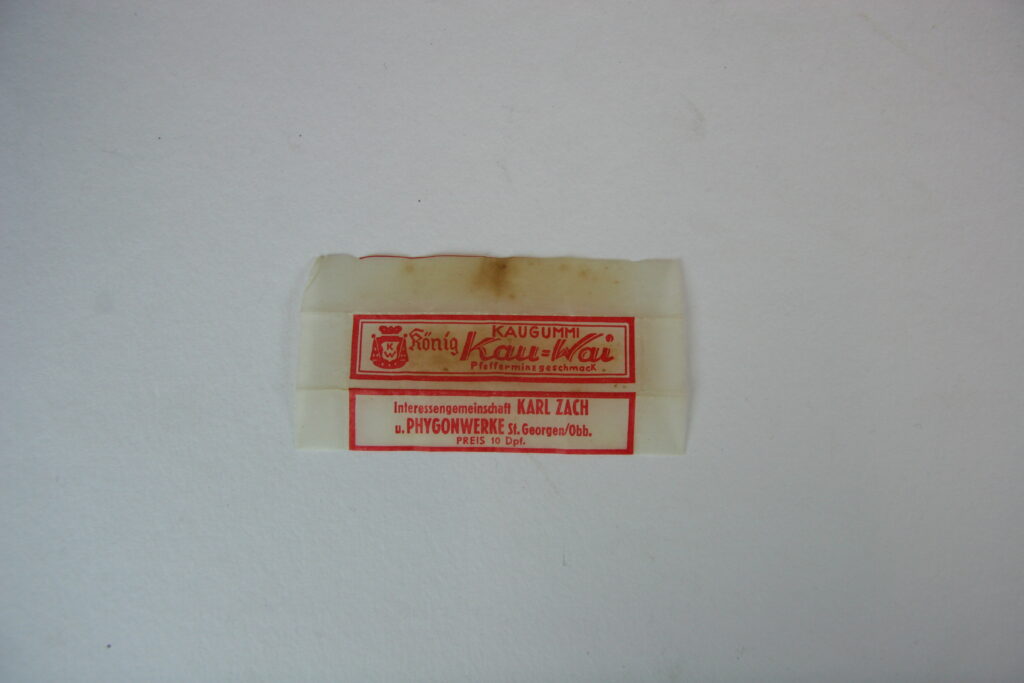 KAUGUMMI
König Kau=Wai
Pfefferminzgeschmack.
K
W
Interessengemeinschaft KARL ZACH
u. PHYGONWERKE St. Georgen/Obb.
PREIS 10 Dpf.